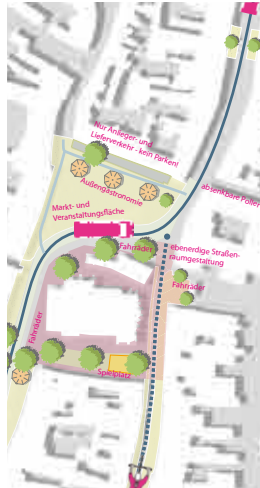 Nur Anlieger- und
Lieferverkehr - kein Parken!
Außengastronomie
absenkbare Poller
Markt- und
Veranstaltungsfläche
Fahrräder
ebenerdige Straßen-
raumgestaltung
Fahrräder
Fahrräder
Spielplatz